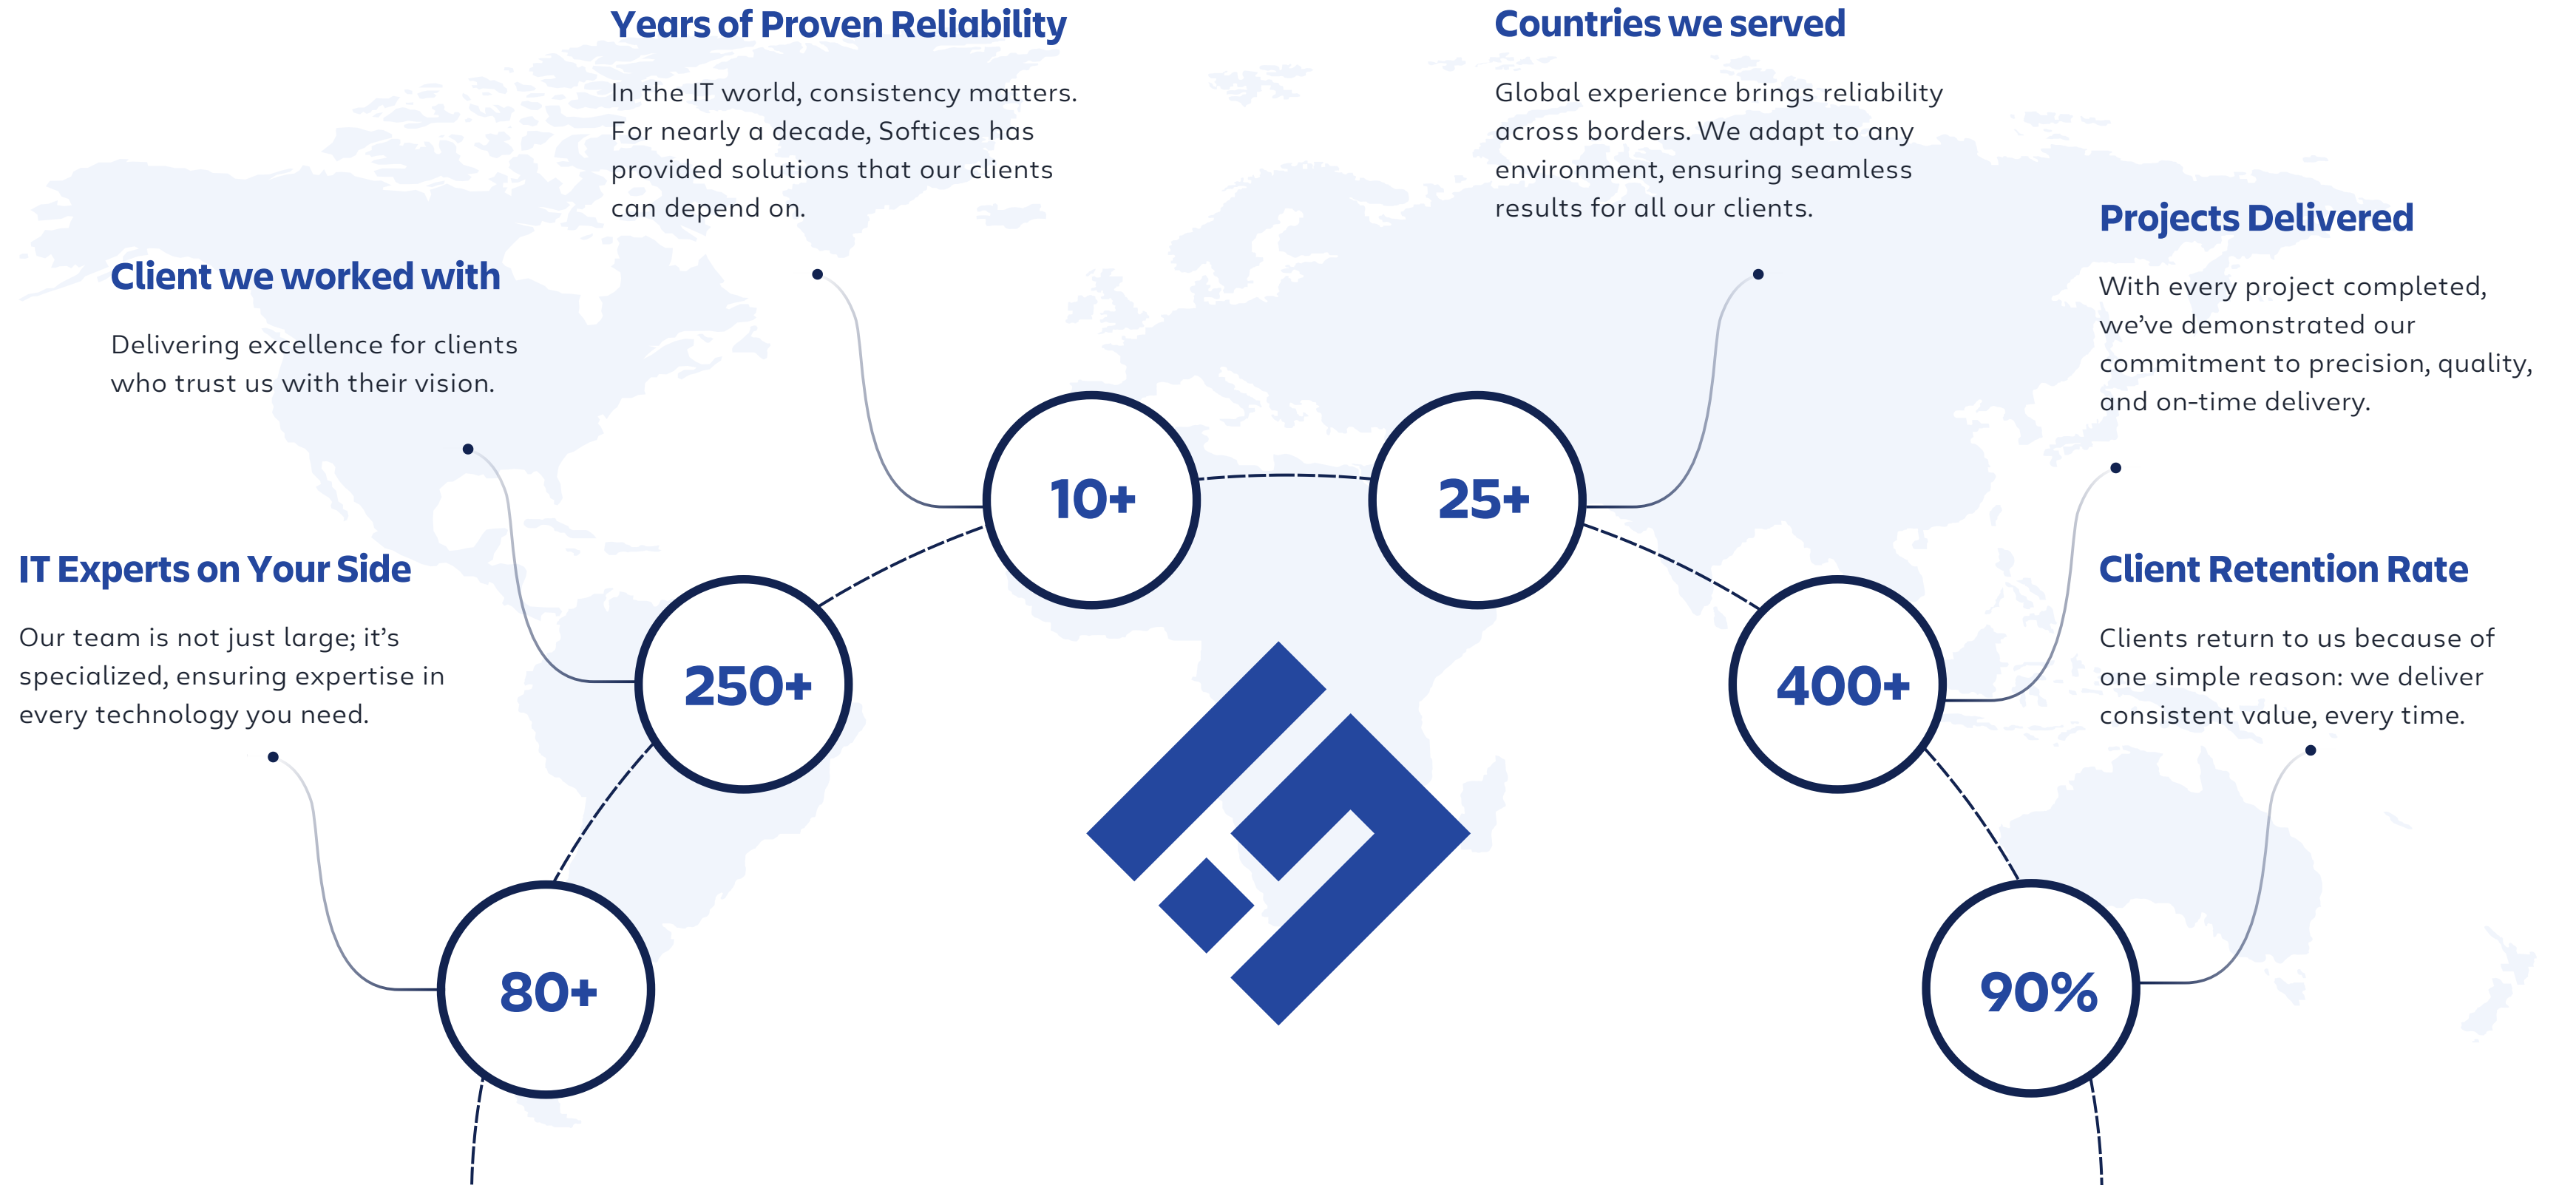 Years of Proven Reliability
In the IT world, consistency matters.
For nearly a decade, Softices has
provided solutions that our clients
can depend on.
10+
Countries we served
Global experience brings reliability
across borders. We adapt to any
environment, ensuring seamless
results for all our clients.
25+
Client we worked with
Delivering excellence for clients
who trust us with their vision.
250+
Projects Delivered
With every project completed,
we’ve demonstrated our
commitment to precision, quality,
and on-time delivery.
400+
IT Experts on Your Side
Our team is not just large; it’s
specialized, ensuring expertise in
every technology you need.
80+
Client Retention Rate
Clients return to us because of
one simple reason: we deliver
consistent value, every time.
90%